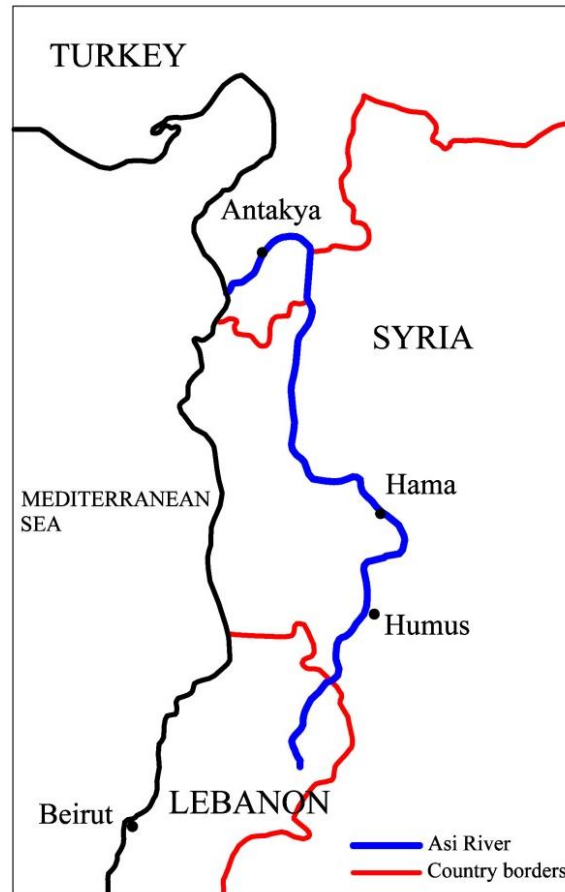 TURKEY
Antakya
SYRIA
Hama
MEDITERRANEAN
SEA
Humus
LEBANON
Beirut
Asi River
Country borders